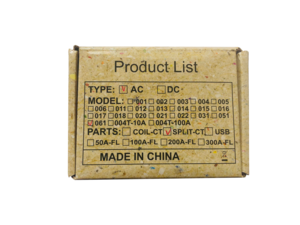 Product List
TYPE: ☑ AC ☐ DC
MODEL: ☐ 001 ☐ 002 ☐ 003 ☐ 004 ☐ 005
☐ 006 ☐ 011 ☐ 012 ☐ 013 ☐ 014 ☐ 015 ☐ 016
☐ 017 ☐ 018 ☐ 020 ☐ 021 ☐ 022 ☐ 031 ☐ 051
☑ 061 ☐ 004T-10A ☐ 004T-100A
PARTS: ☐ COIL-CT ☑ SPLIT-CT ☐ USB
☐ 50A-FL ☐ 100A-FL ☐ 200A-FL ☐ 300A-FL
MADE IN CHINA